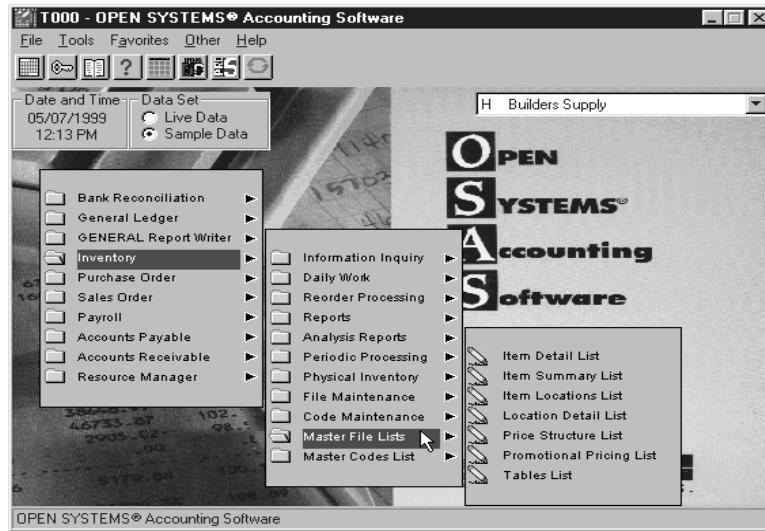 T000 - OPEN SYSTEMS® Accounting Software
File Tools Favorites Other Help
Date and Time
05/07/1999
12:13 PM
Data Set
Live Data
Sample Data
H Builders Supply
OPEN
SYSTEMS®
Accounting
Software
Bank Reconciliation
General Ledger
GENERAL Report Writer
Inventory
Purchase Order
Sales Order
Payroll
Accounts Payable
Accounts Receivable
Resource Manager
Information Inquiry
Daily Work
Reorder Processing
Reports
Analysis Reports
Periodic Processing
Physical Inventory
File Maintenance
Code Maintenance
Master File Lists
Master Codes List
Item Detail List
Item Summary List
Item Locations List
Location Detail List
Price Structure List
Promotional Pricing List
Tables List
46733.87
2905.02
102.
OPEN SYSTEMS® Accounting Software